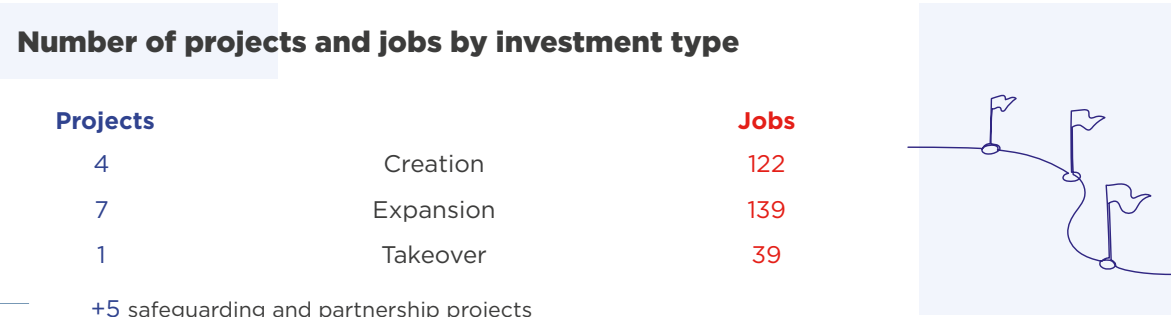 Number of projects and jobs by investment type
Projects Jobs
4 Creation 122
7 Expansion 139
1 Takeover 39
+5 safeguarding and partnership projects